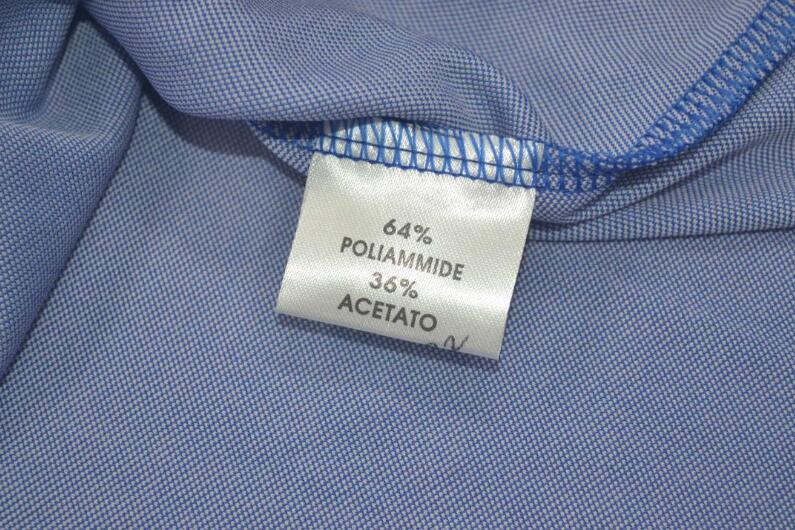 64%
POLIAMMIDE
36%
ACETATO